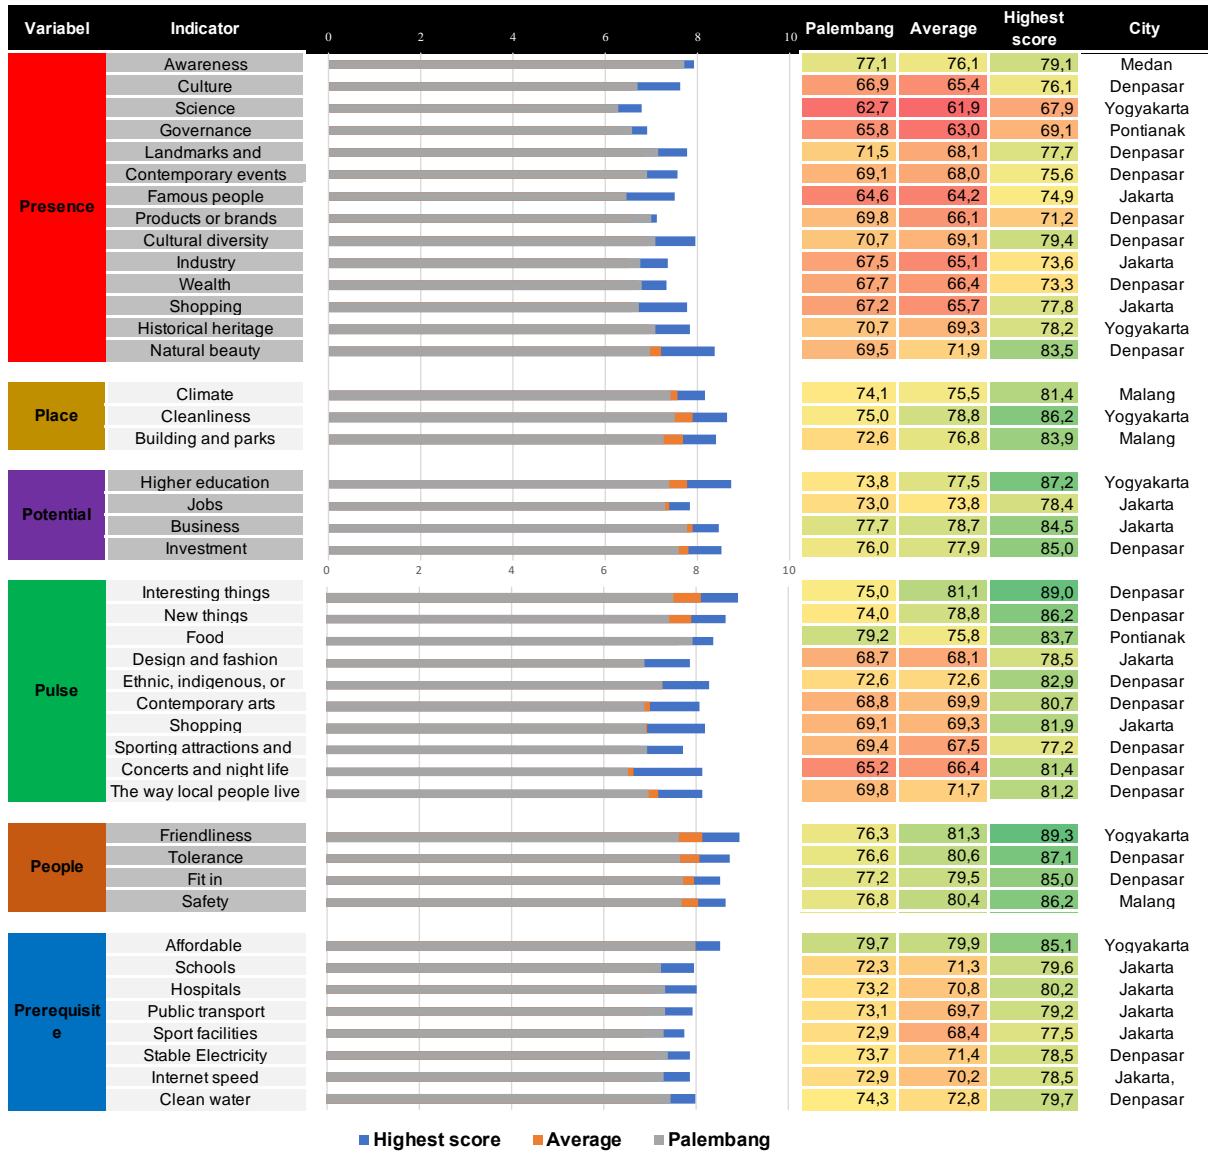 Variabel Indicator 0 2 4 6 8 10 Palembang Average Highest score City
Presence
Awareness 77,1 76,1 79,1 Medan
Culture 66,9 65,4 76,1 Denpasar
Science 62,7 61,9 67,9 Yogyakarta
Governance 65,8 63,0 69,1 Pontianak
Landmarks and 71,5 68,1 77,7 Denpasar
Contemporary events 69,1 68,0 75,6 Denpasar
Famous people 64,6 64,2 74,9 Jakarta
Products or brands 69,8 66,1 71,2 Denpasar
Cultural diversity 70,7 69,1 79,4 Denpasar
Industry 67,5 65,1 73,6 Jakarta
Wealth 67,7 66,4 73,3 Denpasar
Shopping 67,2 65,7 77,8 Jakarta
Historical heritage 70,7 69,3 78,2 Yogyakarta
Natural beauty 69,5 71,9 83,5 Denpasar
Place
Climate 74,1 75,5 81,4 Malang
Cleanliness 75,0 78,8 86,2 Yogyakarta
Building and parks 72,6 76,8 83,9 Malang
Potential
Higher education 73,8 77,5 87,2 Yogyakarta
Jobs 73,0 73,8 78,4 Jakarta
Business 77,7 78,7 84,5 Jakarta
Investment 76,0 77,9 85,0 Denpasar
0 2 4 6 8 10
Pulse
Interesting things 75,0 81,1 89,0 Denpasar
New things 74,0 78,8 86,2 Denpasar
Food 79,2 75,8 83,7 Pontianak
Design and fashion 68,7 68,1 78,5 Jakarta
Ethnic, indigenous, or 72,6 72,6 82,9 Denpasar
Contemporary arts 68,8 69,9 80,7 Denpasar
Shopping 69,1 69,3 81,9 Jakarta
Sporting attractions and 69,4 67,5 77,2 Denpasar
Concerts and night life 65,2 66,4 81,4 Denpasar
The way local people live 69,8 71,7 81,2 Denpasar
People
Friendliness 76,3 81,3 89,3 Yogyakarta
Tolerance 76,6 80,6 87,1 Denpasar
Fit in 77,2 79,5 85,0 Denpasar
Safety 76,8 80,4 86,2 Malang
Prerequisit
e
Affordable 79,7 79,9 85,1 Yogyakarta
Schools 72,3 71,3 79,6 Jakarta
Hospitals 73,2 70,8 80,2 Jakarta
Public transport 73,1 69,7 79,2 Jakarta
Sport facilities 72,9 68,4 77,5 Jakarta
Stable Electricity 73,7 71,4 78,5 Denpasar
Internet speed 72,9 70,2 78,5 Jakarta,
Clean water 74,3 72,8 79,7 Denpasar
Highest score Average Palembang